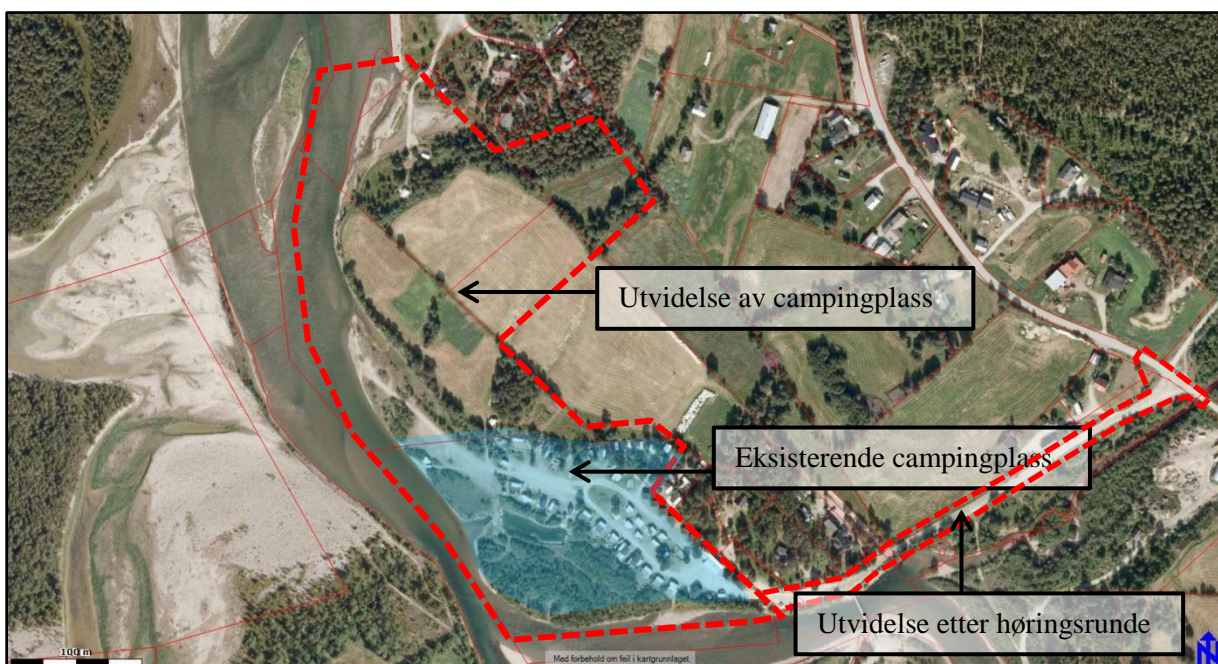 Utvidelse av campingplass
Eksisterende campingplass
Utvidelse etter høringsrunde
100 m
Med forbehold om feil i kartgrunnlaget.
N